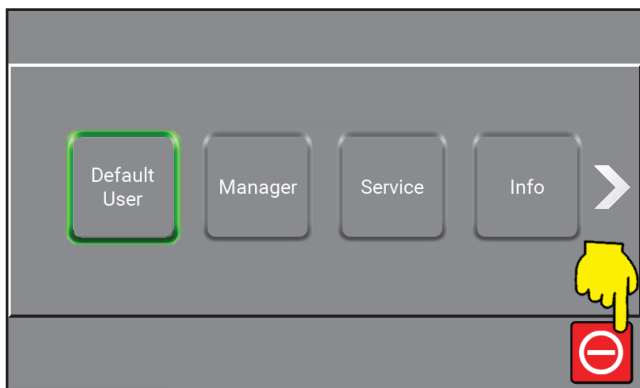 Default
User
Manager
Service
Info